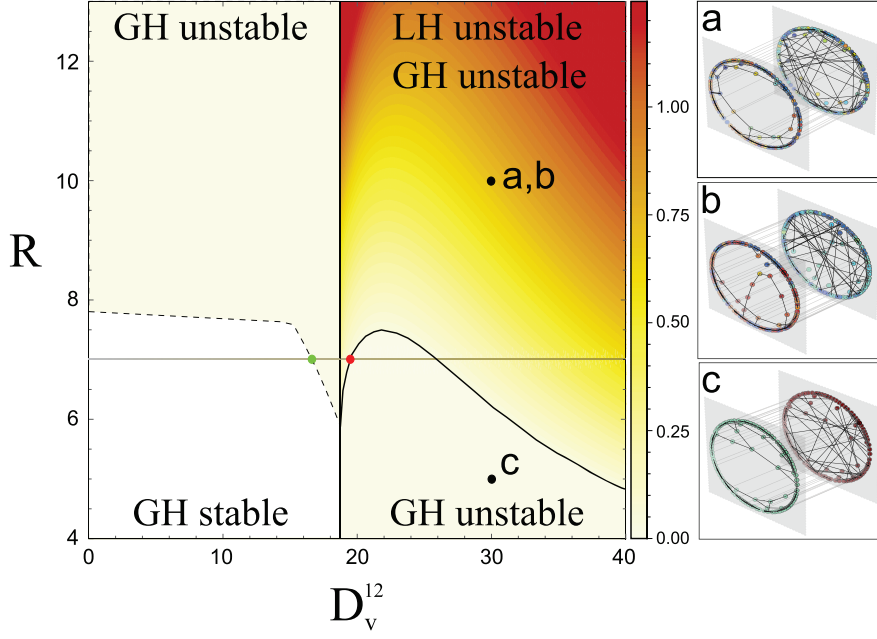 GH unstable
LH unstable
GH unstable
a,b
c
GH stable
GH unstable
R
12
10
8
6
4
0
10
20
30
40
D_v^12
1.00
0.75
0.50
0.25
0.00
a
b
c